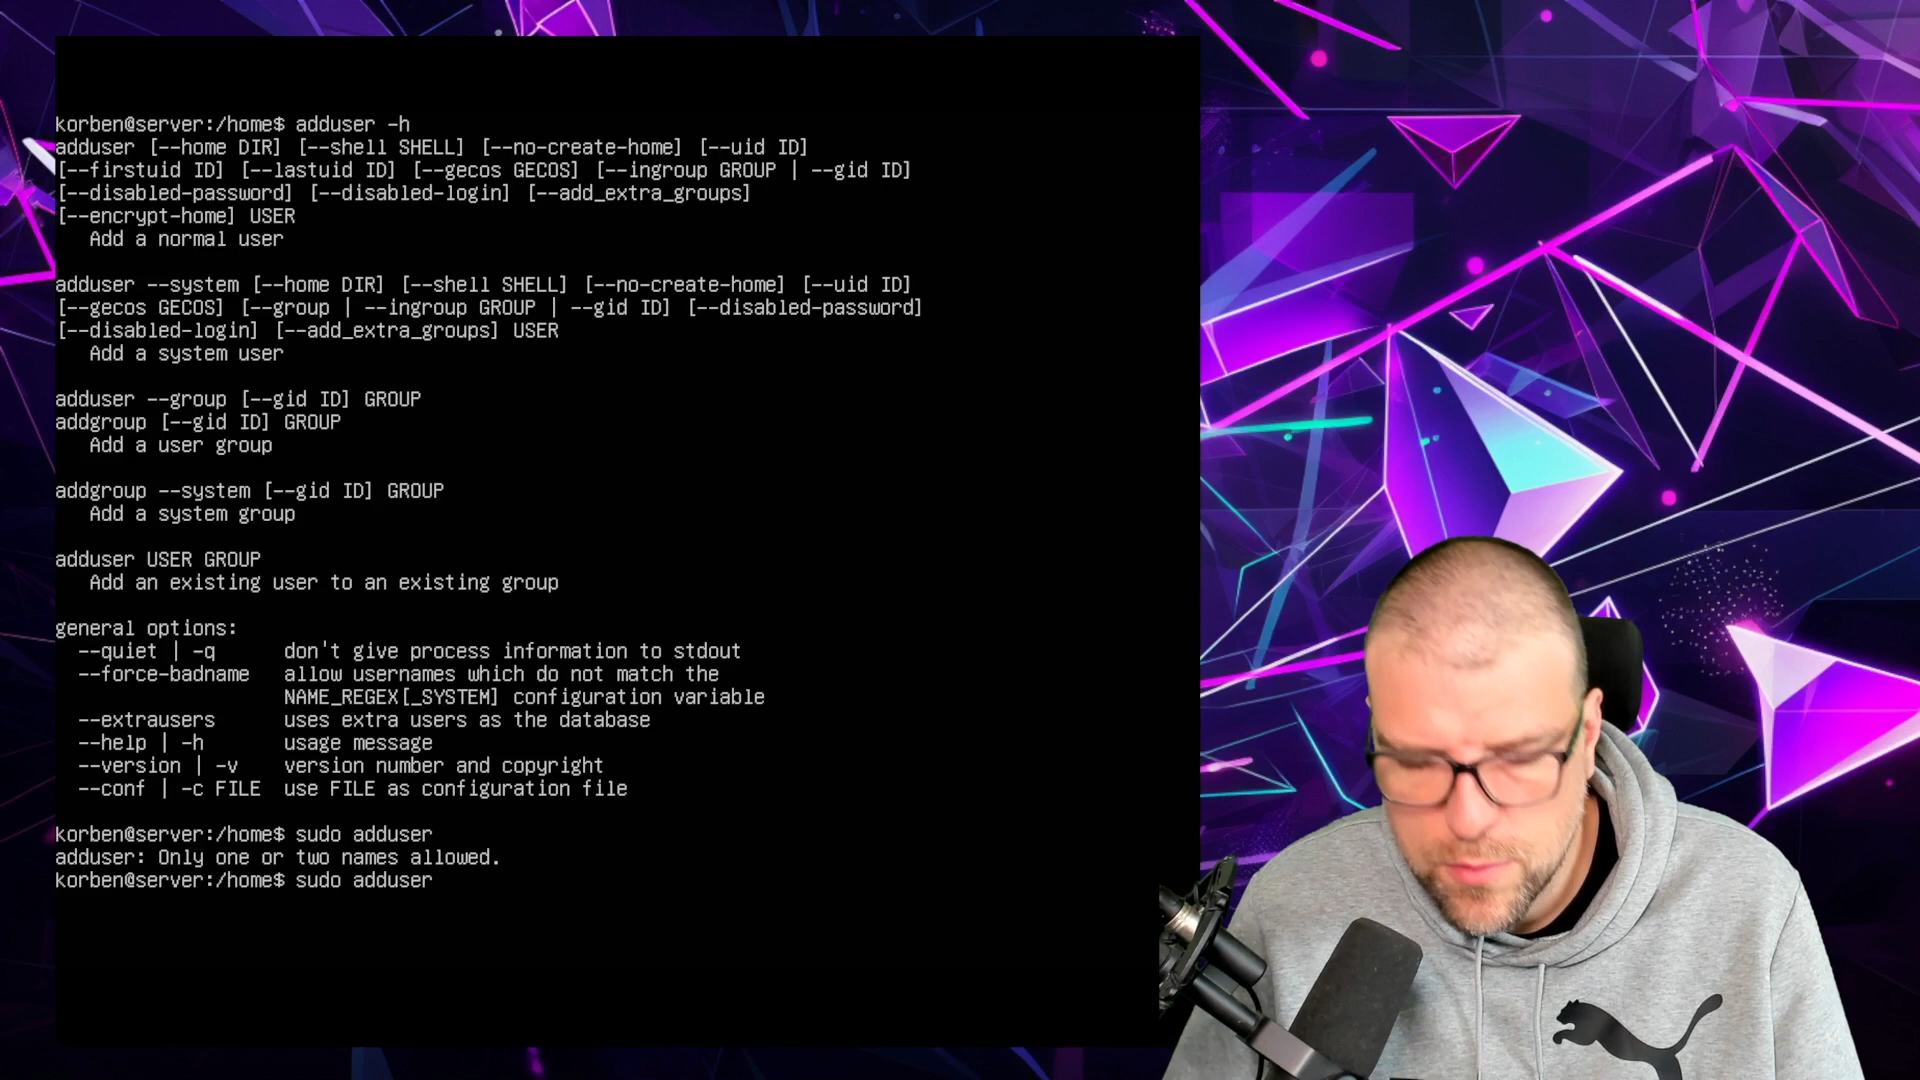 korben@server:/home$ adduser -h
adduser [--home DIR] [--shell SHELL] [--no-create-home] [--uid ID]
[--firstuid ID] [--lastuid ID] [--gecos GECOS] [--ingroup GROUP | --gid ID]
[--disabled-password] [--disabled-login] [--add_extra_groups]
[--encrypt-home] USER
   Add a normal user

adduser --system [--home DIR] [--shell SHELL] [--no-create-home] [--uid ID]
[--gecos GECOS] [--group | --ingroup GROUP | --gid ID] [--disabled-password]
[--disabled-login] [--add_extra_groups] USER
   Add a system user

adduser --group [--gid ID] GROUP
addgroup [--gid ID] GROUP
   Add a user group

addgroup --system [--gid ID] GROUP
   Add a system group

adduser USER GROUP
   Add an existing user to an existing group

general options:
  --quiet | -q      don't give process information to stdout
  --force-badname   allow usernames which do not match the
                    NAME_REGEX[_SYSTEM] configuration variable
  --extrausers      uses extra users as the database
  --help | -h       usage message
  --version | -v    version number and copyright
  --conf | -c FILE  use FILE as configuration file

korben@server:/home$ sudo adduser
adduser: Only one or two names allowed.
korben@server:/home$ sudo adduser